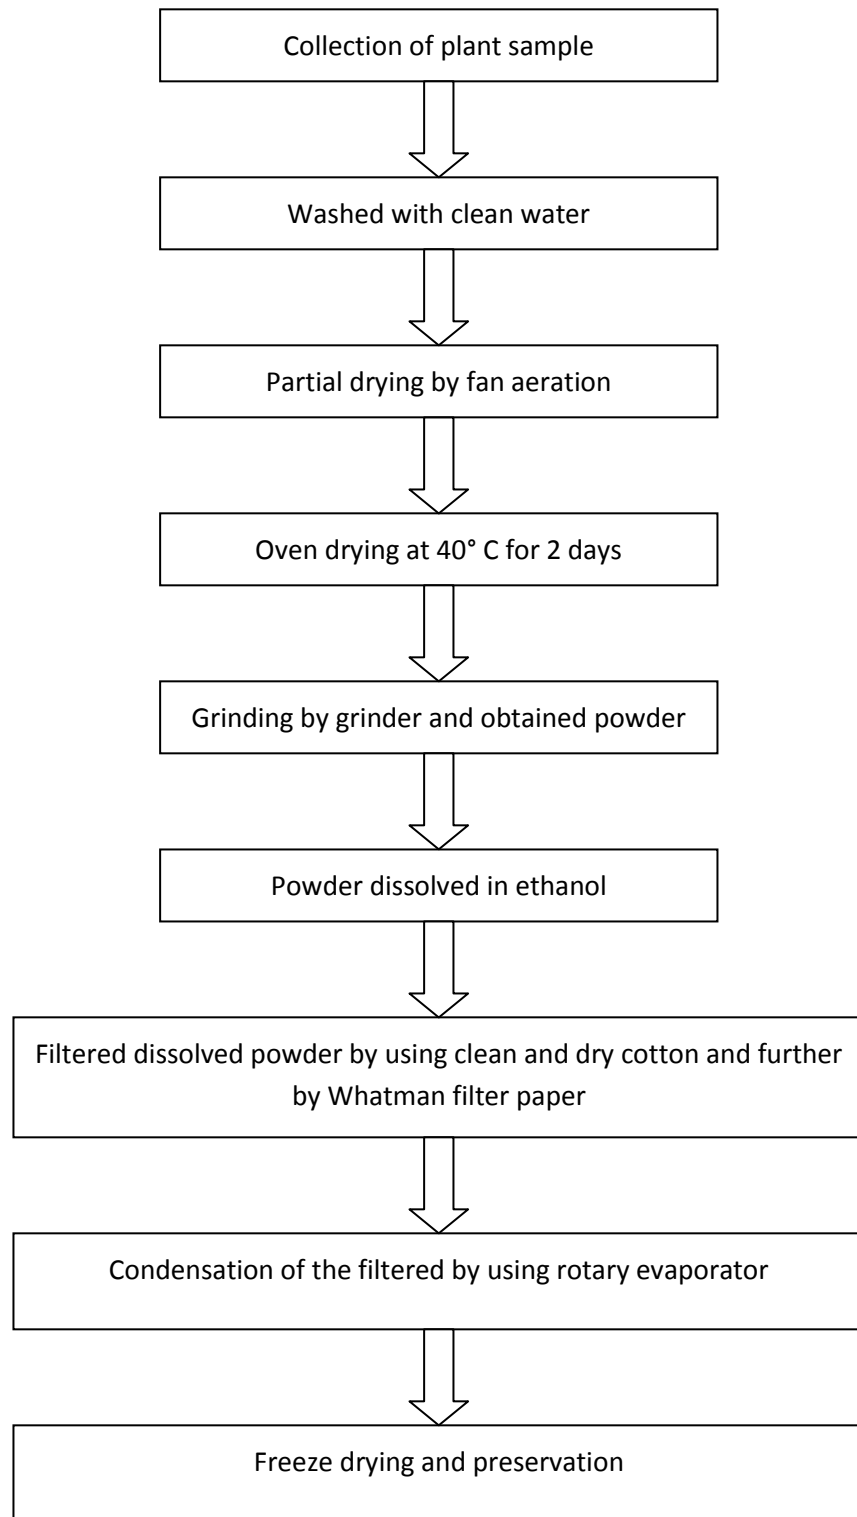 Collection of plant sample
Washed with clean water
Partial drying by fan aeration
Oven drying at 40° C for 2 days
Grinding by grinder and obtained powder
Powder dissolved in ethanol
Filtered dissolved powder by using clean and dry cotton and further
by Whatman filter paper
Condensation of the filtered by using rotary evaporator
Freeze drying and preservation